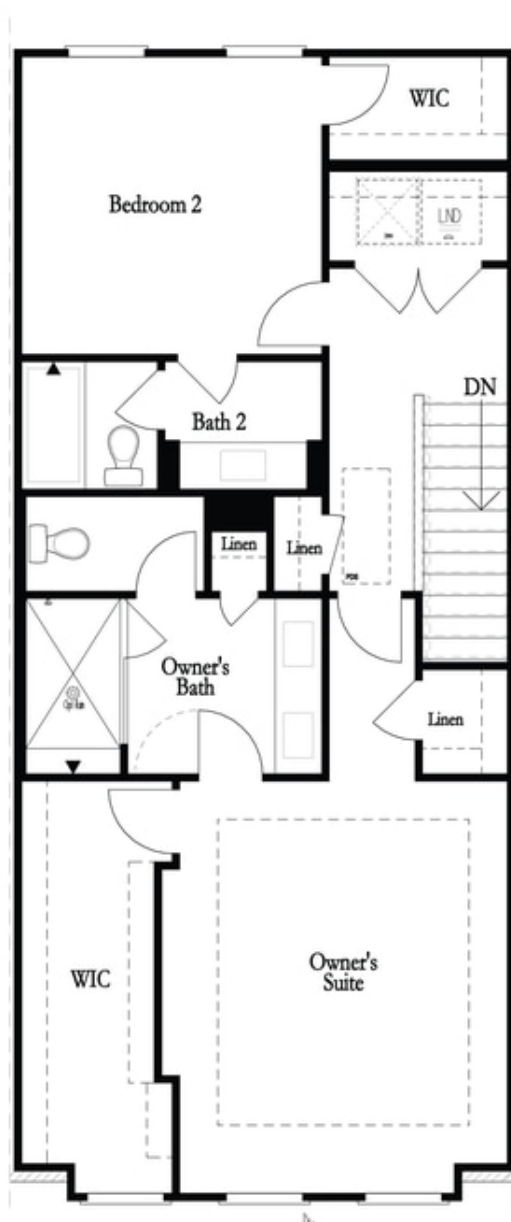 WIC
Bedroom 2
LND
DN
Bath 2
Linen
Linen
Owner's
Bath
Linen
WIC
Owner's
Suite